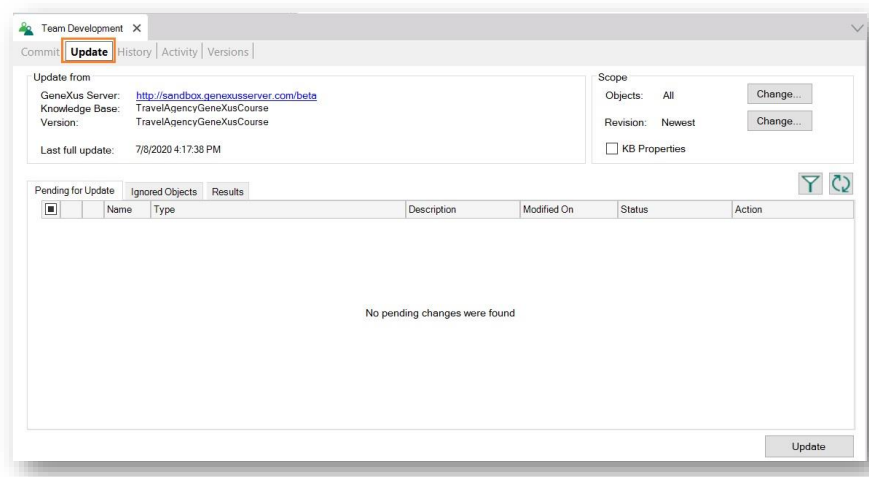 Team Development X
Commit Update History Activity Versions
Update from
GeneXus Server: http://sandbox.genexusserver.com/beta
Knowledge Base: TravelAgencyGeneXusCourse
Version: TravelAgencyGeneXusCourse
Last full update: 7/8/2020 4:17:38 PM
Scope
Objects: All Change...
Revision: Newest Change...
KB Properties
Pending for Update Ignored Objects Results
Name Type Description Modified On Status Action
No pending changes were found
Update